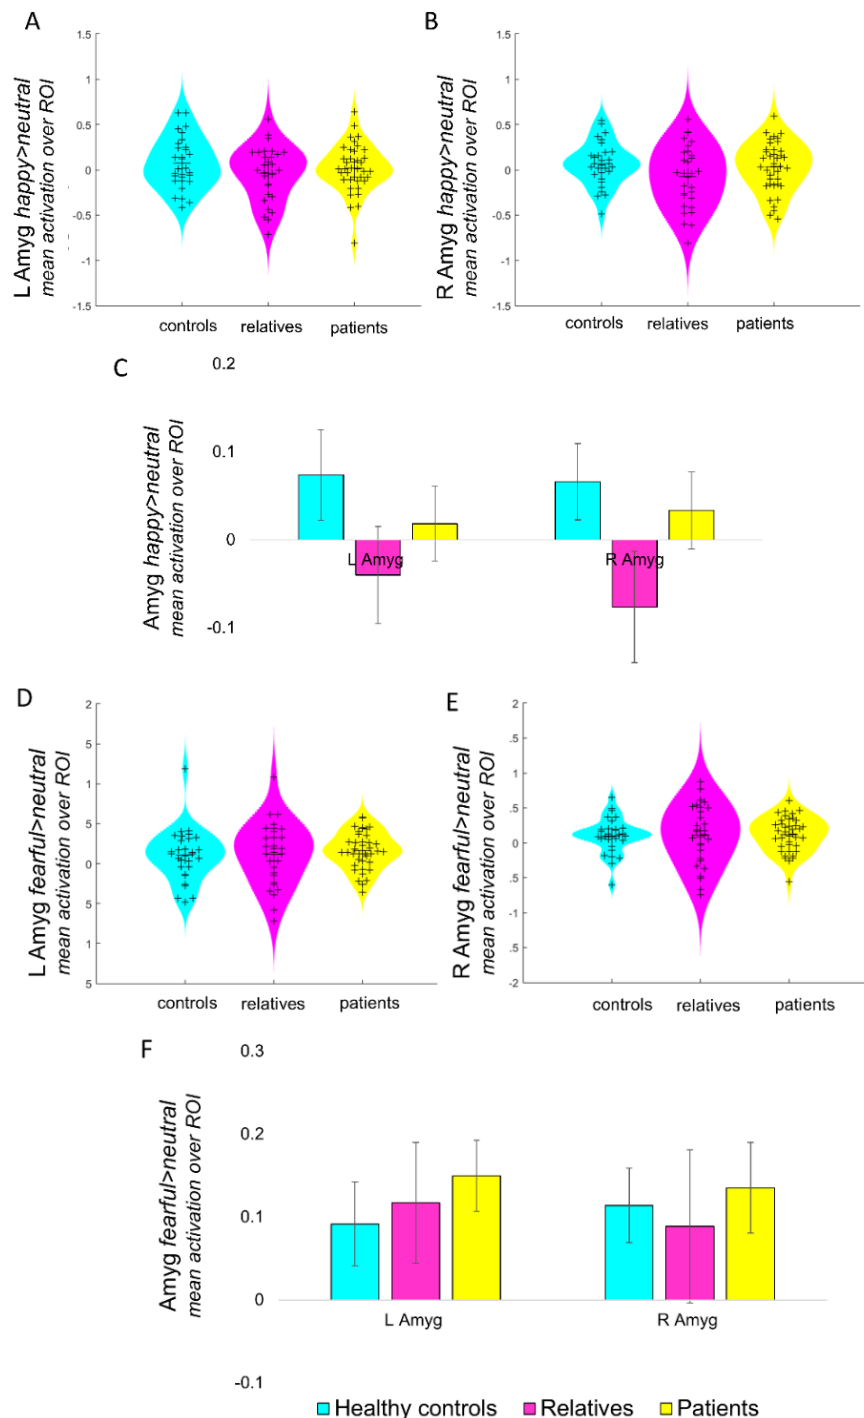 A
L Amyg happy>neutral
mean activation over ROI
1.5
1
0.5
0
-0.5
-1
-1.5
controls relatives patients
B
R Amyg happy>neutral
mean activation over ROI
1.5
1
0.5
0
-0.5
-1
-1.5
controls relatives patients
C
Amyg happy>neutral
mean activation over ROI
0.2
0.1
0
-0.1
L Amyg R Amyg
D
L Amyg fearful>neutral
mean activation over ROI
2
5
1
5
0
5
1
5
controls relatives patients
E
R Amyg fearful>neutral
mean activation over ROI
2
.5
1
.5
0
.5
-1
.5
-2
controls relatives patients
F
Amyg fearful>neutral
mean activation over ROI
0.3
0.2
0.1
0
-0.1
L Amyg R Amyg
Healthy controls Relatives Patients